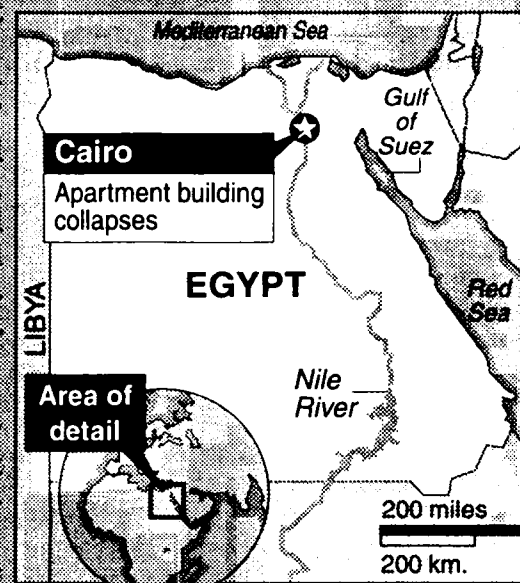 Mediterranean Sea
Gulf
of
Suez
Cairo
Apartment building
collapses
EGYPT
Red
Sea
LIBYA
Area of
detail
Nile
River
200 miles
200 km.